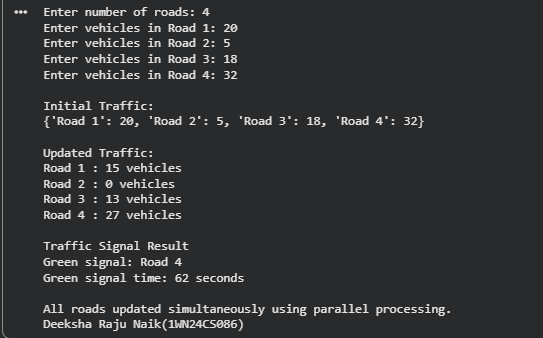 Enter number of roads: 4
Enter vehicles in Road 1: 20
Enter vehicles in Road 2: 5
Enter vehicles in Road 3: 18
Enter vehicles in Road 4: 32
Initial Traffic:
{'Road 1': 20, 'Road 2': 5, 'Road 3': 18, 'Road 4': 32}
Updated Traffic:
Road 1 : 15 vehicles
Road 2 : 0 vehicles
Road 3 : 13 vehicles
Road 4 : 27 vehicles
Traffic Signal Result
Green signal: Road 4
Green signal time: 62 seconds
All roads updated simultaneously using parallel processing.
Deeksha Raju Naik(1WN24CS086)